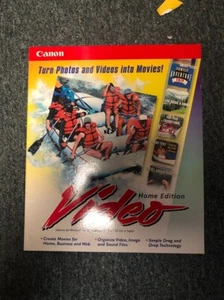 Canon
Turn Photos and Videos into Movies!
Home Edition
Video
• Create Movies for
Home, Business and Web
• Organize Video, Image
and Sound Files
• Simple Drag and
Drop Technology